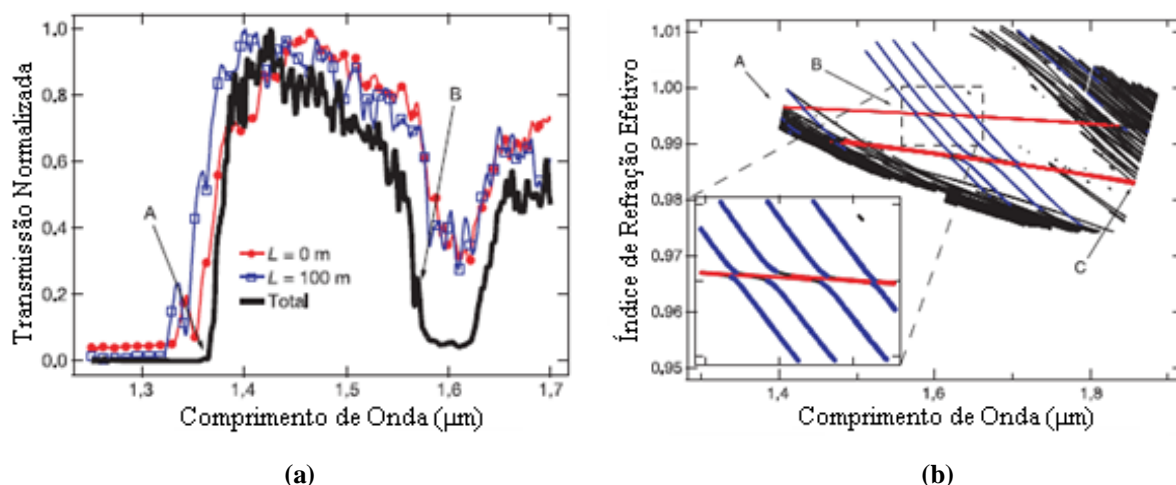 Transmissão Normalizada
1,0
0,8
0,6
0,4
0,2
0,0
A
B
L = 0 m
L = 100 m
Total
1,3
1,4
1,5
1,6
1,7
Comprimento de Onda (µm)
(a)
Índice de Refração Efetivo
1.01
1.00
0.99
0.98
0.97
0.96
0.95
A
B
C
1,4
1,6
1,8
Comprimento de Onda (µm)
(b)